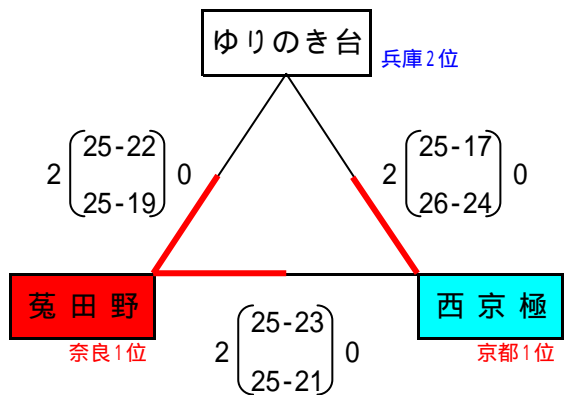 ゆりのき台
兵庫2位
2 25-22 0
25-19
2 25-17 0
26-24
菟田野
奈良1位
西京極
京都1位
2 25-23 0
25-21